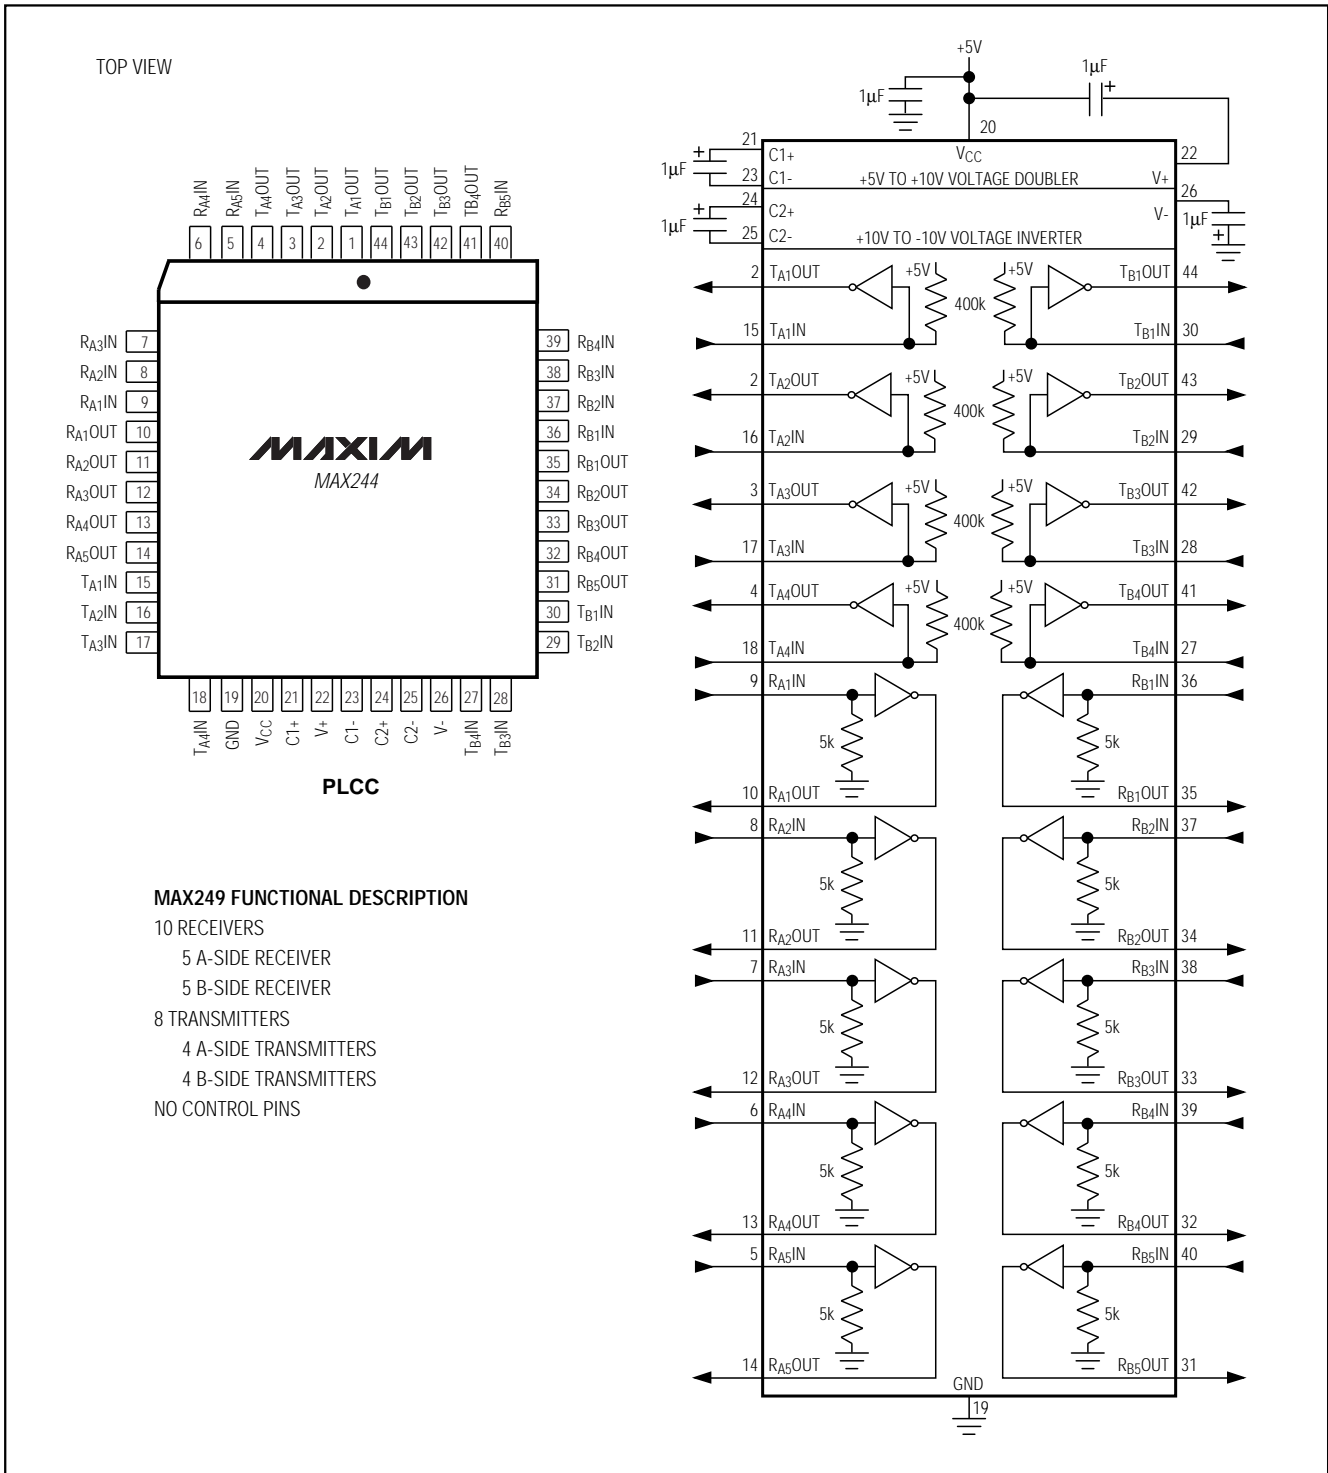 TOP VIEW
RA4IN RA5IN TA4OUT TA3OUT TA2OUT TA1OUT TB1OUT TB2OUT TB3OUT TB4OUT RB5IN
6 5 4 3 2 1 44 43 42 41 40
RA3IN 7
RA2IN 8
RA1IN 9
RA1OUT 10
RA2OUT 11
RA3OUT 12
RA4OUT 13
RA5OUT 14
TA1IN 15
TA2IN 16
TA3IN 17
MAXIM
MAX244
39 RB4IN
38 RB3IN
37 RB2IN
36 RB1IN
35 RB1OUT
34 RB2OUT
33 RB3OUT
32 RB4OUT
31 RB5OUT
30 TB1IN
29 TB2IN
18 19 20 21 22 23 24 25 26 27 28
TA4IN GND VCC C1+ V+ C1- C2+ C2- V- TB4IN TB3IN
PLCC
MAX249 FUNCTIONAL DESCRIPTION
10 RECEIVERS
5 A-SIDE RECEIVER
5 B-SIDE RECEIVER
8 TRANSMITTERS
4 A-SIDE TRANSMITTERS
4 B-SIDE TRANSMITTERS
NO CONTROL PINS
+5V
1µF 1µF +
20
21 VCC 22
+ C1+
1µF
23 C1- +5V TO +10V VOLTAGE DOUBLER V+
24 26
+ C2+ V-
1µF 1µF
25 C2- +10V TO -10V VOLTAGE INVERTER +
2 TA1OUT +5V +5V TB1OUT 44
400k
15 TA1IN TB1IN 30
2 TA2OUT +5V +5V TB2OUT 43
400k
16 TA2IN TB2IN 29
3 TA3OUT +5V +5V TB3OUT 42
400k
17 TA3IN TB3IN 28
4 TA4OUT +5V +5V TB4OUT 41
400k
18 TA4IN TB4IN 27
9 RA1IN RB1IN 36
5k 5k
10 RA1OUT RB1OUT 35
8 RA2IN RB2IN 37
5k 5k
11 RA2OUT RB2OUT 34
7 RA3IN RB3IN 38
5k 5k
12 RA3OUT RB3OUT 33
6 RA4IN RB4IN 39
5k 5k
13 RA4OUT RB4OUT 32
5 RA5IN RB5IN 40
5k 5k
14 RA5OUT RB5OUT 31
GND
19